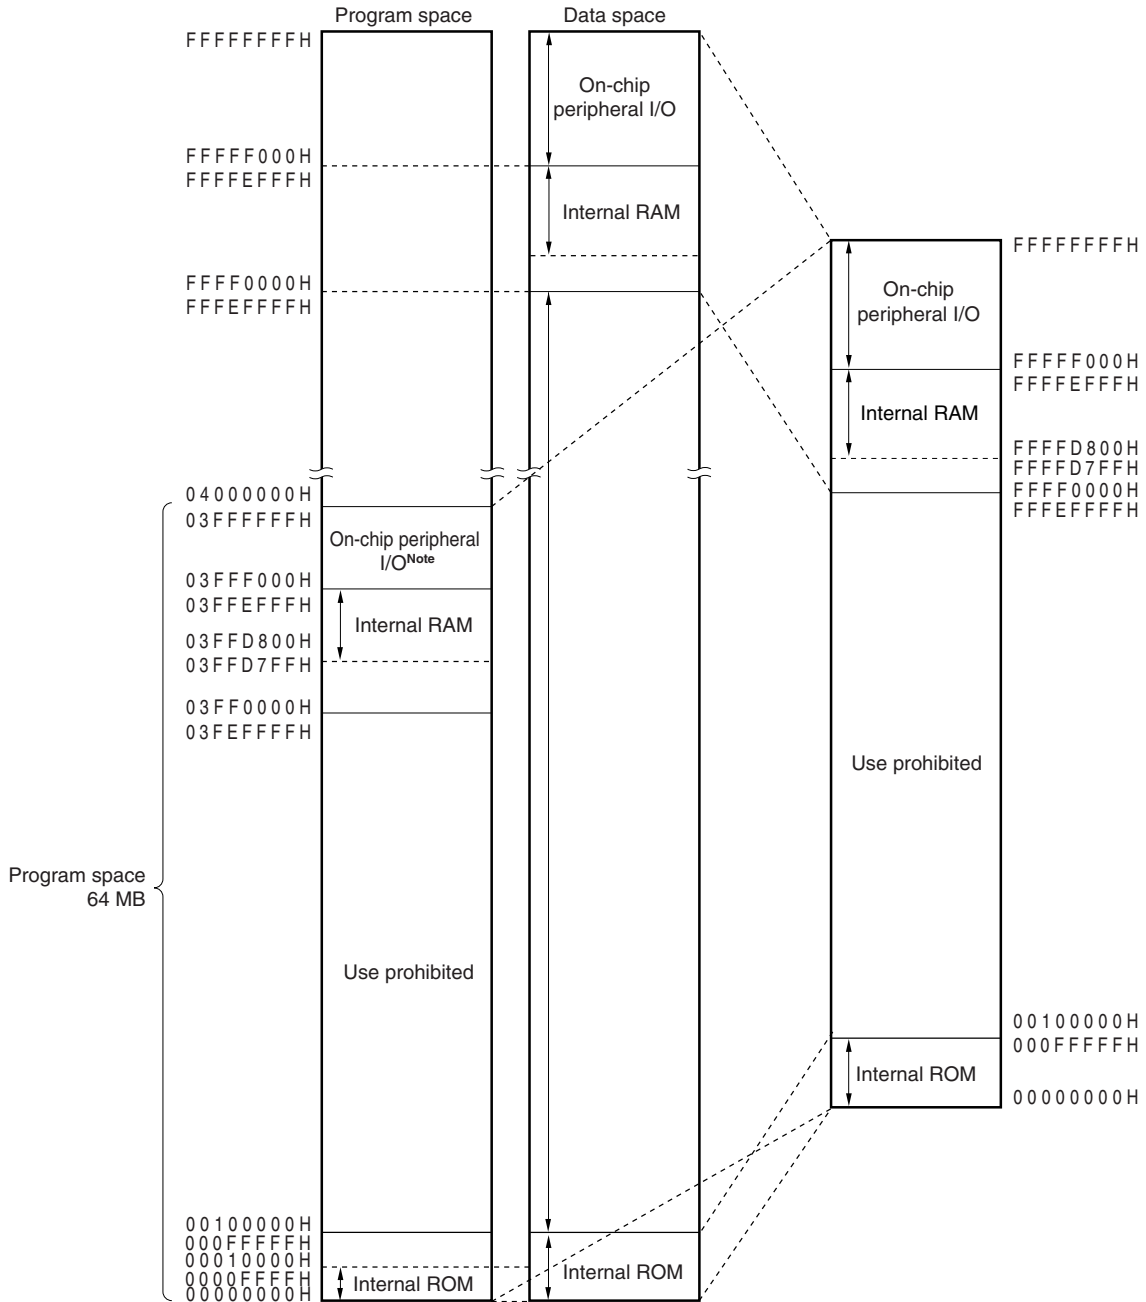 Program space
Data space
FFFFFFFFH
On-chip
peripheral I/O
FFFFF000H
FFFFEFFFH
Internal RAM
FFFF0000H
FFFEFFFFH
04000000H
03FFFFFFH
On-chip peripheral
I/ONote
03FFF000H
03FFEFFFH
Internal RAM
03FFD800H
03FFD7FFH
03FF0000H
03FEFFFFH
Program space
64 MB
Use prohibited
00100000H
000FFFFFH
00010000H
0000FFFFH
00000000H
Internal ROM
Internal ROM
FFFFFFFFH
On-chip
peripheral I/O
FFFFF000H
FFFFEFFFH
Internal RAM
FFFFD800H
FFFFD7FFH
FFFF0000H
FFFEFFFFH
Use prohibited
00100000H
000FFFFFH
Internal ROM
00000000H